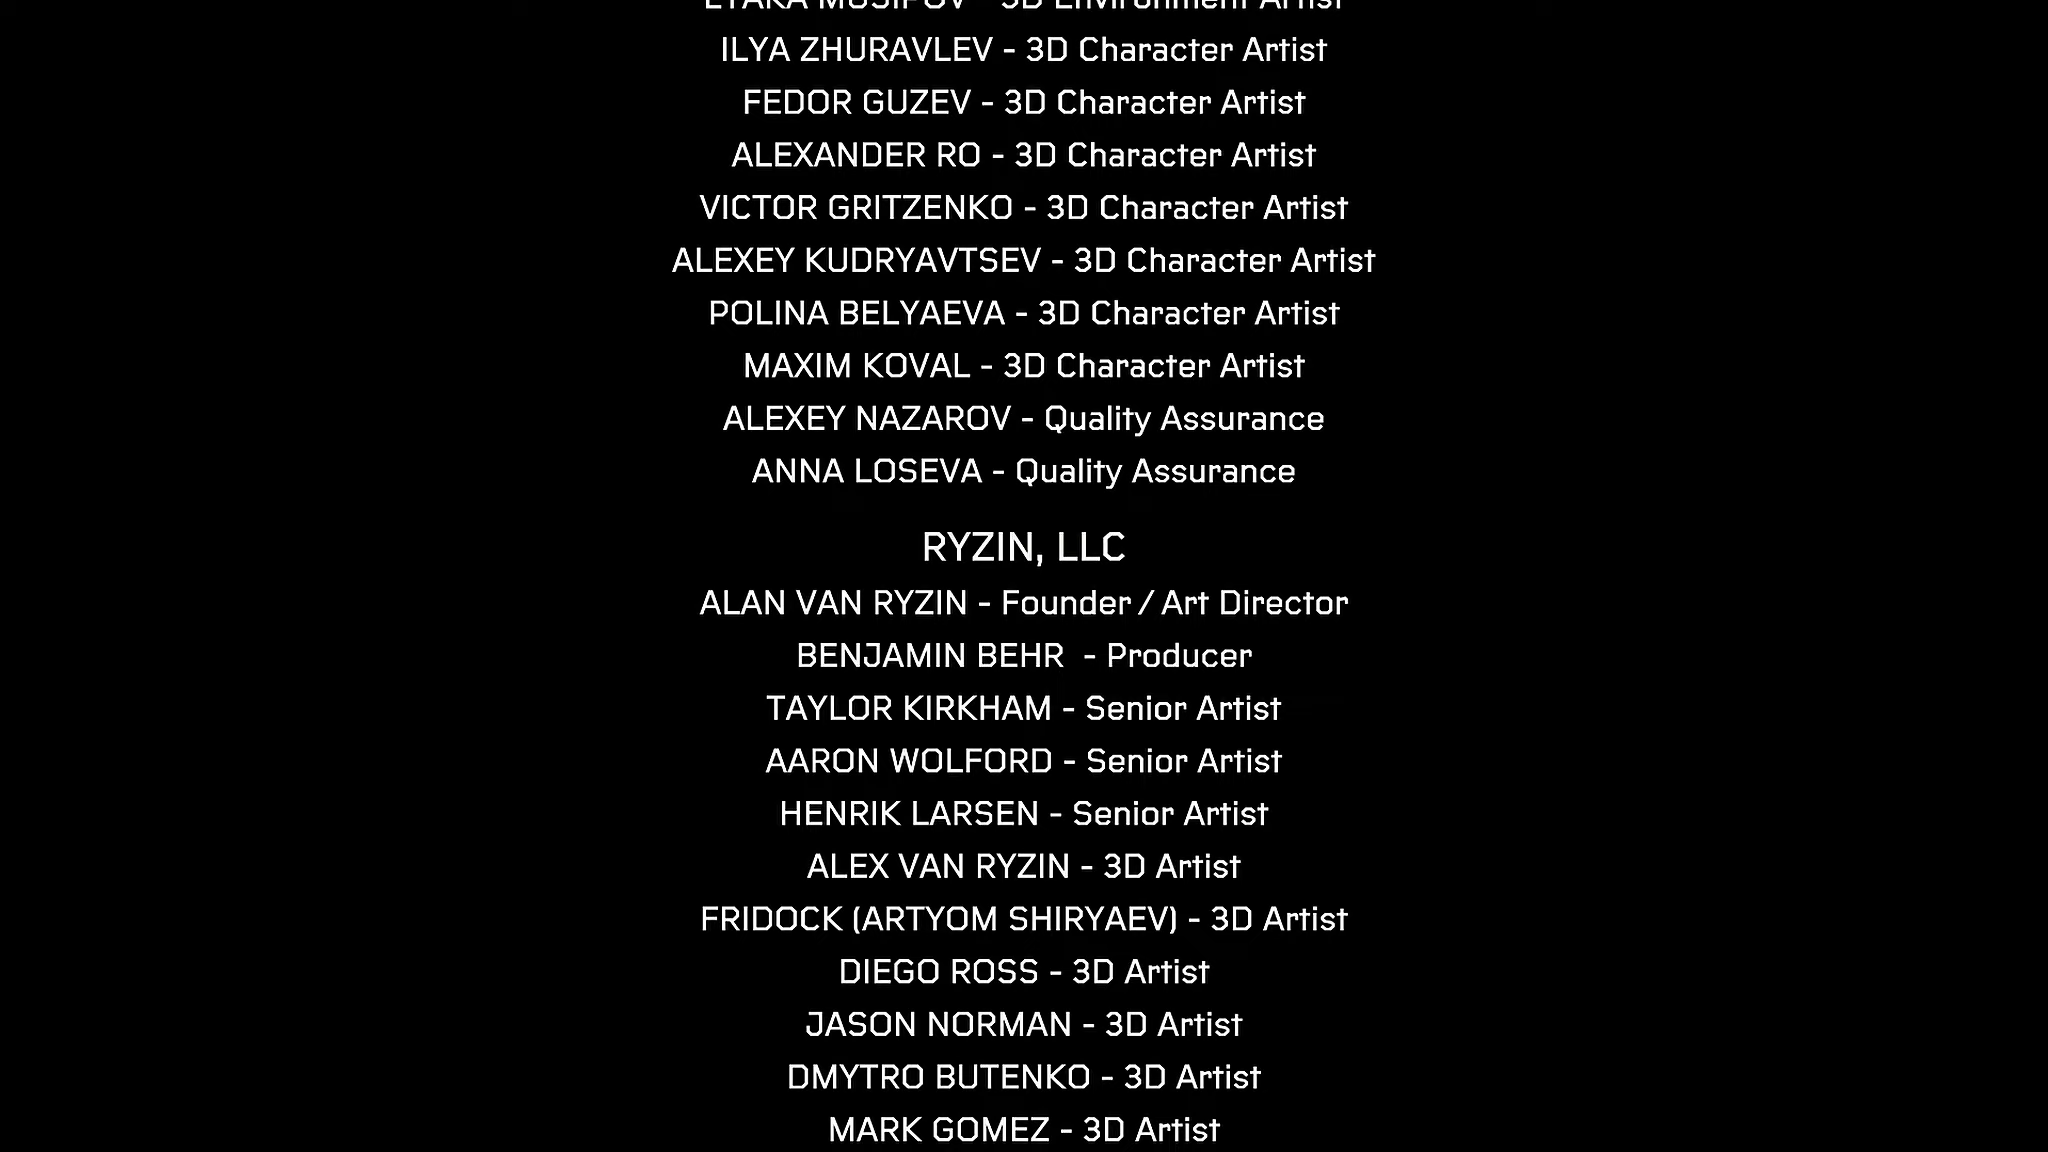 ILYA ZHURAVLEV - 3D Character Artist
FEDOR GUZEV - 3D Character Artist
ALEXANDER RO - 3D Character Artist
VICTOR GRITZENKO - 3D Character Artist
ALEXEY KUDRYAVTSEV - 3D Character Artist
POLINA BELYAEVA - 3D Character Artist
MAXIM KOVAL - 3D Character Artist
ALEXEY NAZAROV - Quality Assurance
ANNA LOSEVA - Quality Assurance
RYZIN, LLC
ALAN VAN RYZIN - Founder / Art Director
BENJAMIN BEHR - Producer
TAYLOR KIRKHAM - Senior Artist
AARON WOLFORD - Senior Artist
HENRIK LARSEN - Senior Artist
ALEX VAN RYZIN - 3D Artist
FRIDOCK (ARTYOM SHIRYAEV) - 3D Artist
DIEGO ROSS - 3D Artist
JASON NORMAN - 3D Artist
DMYTRO BUTENKO - 3D Artist
MARK GOMEZ - 3D Artist